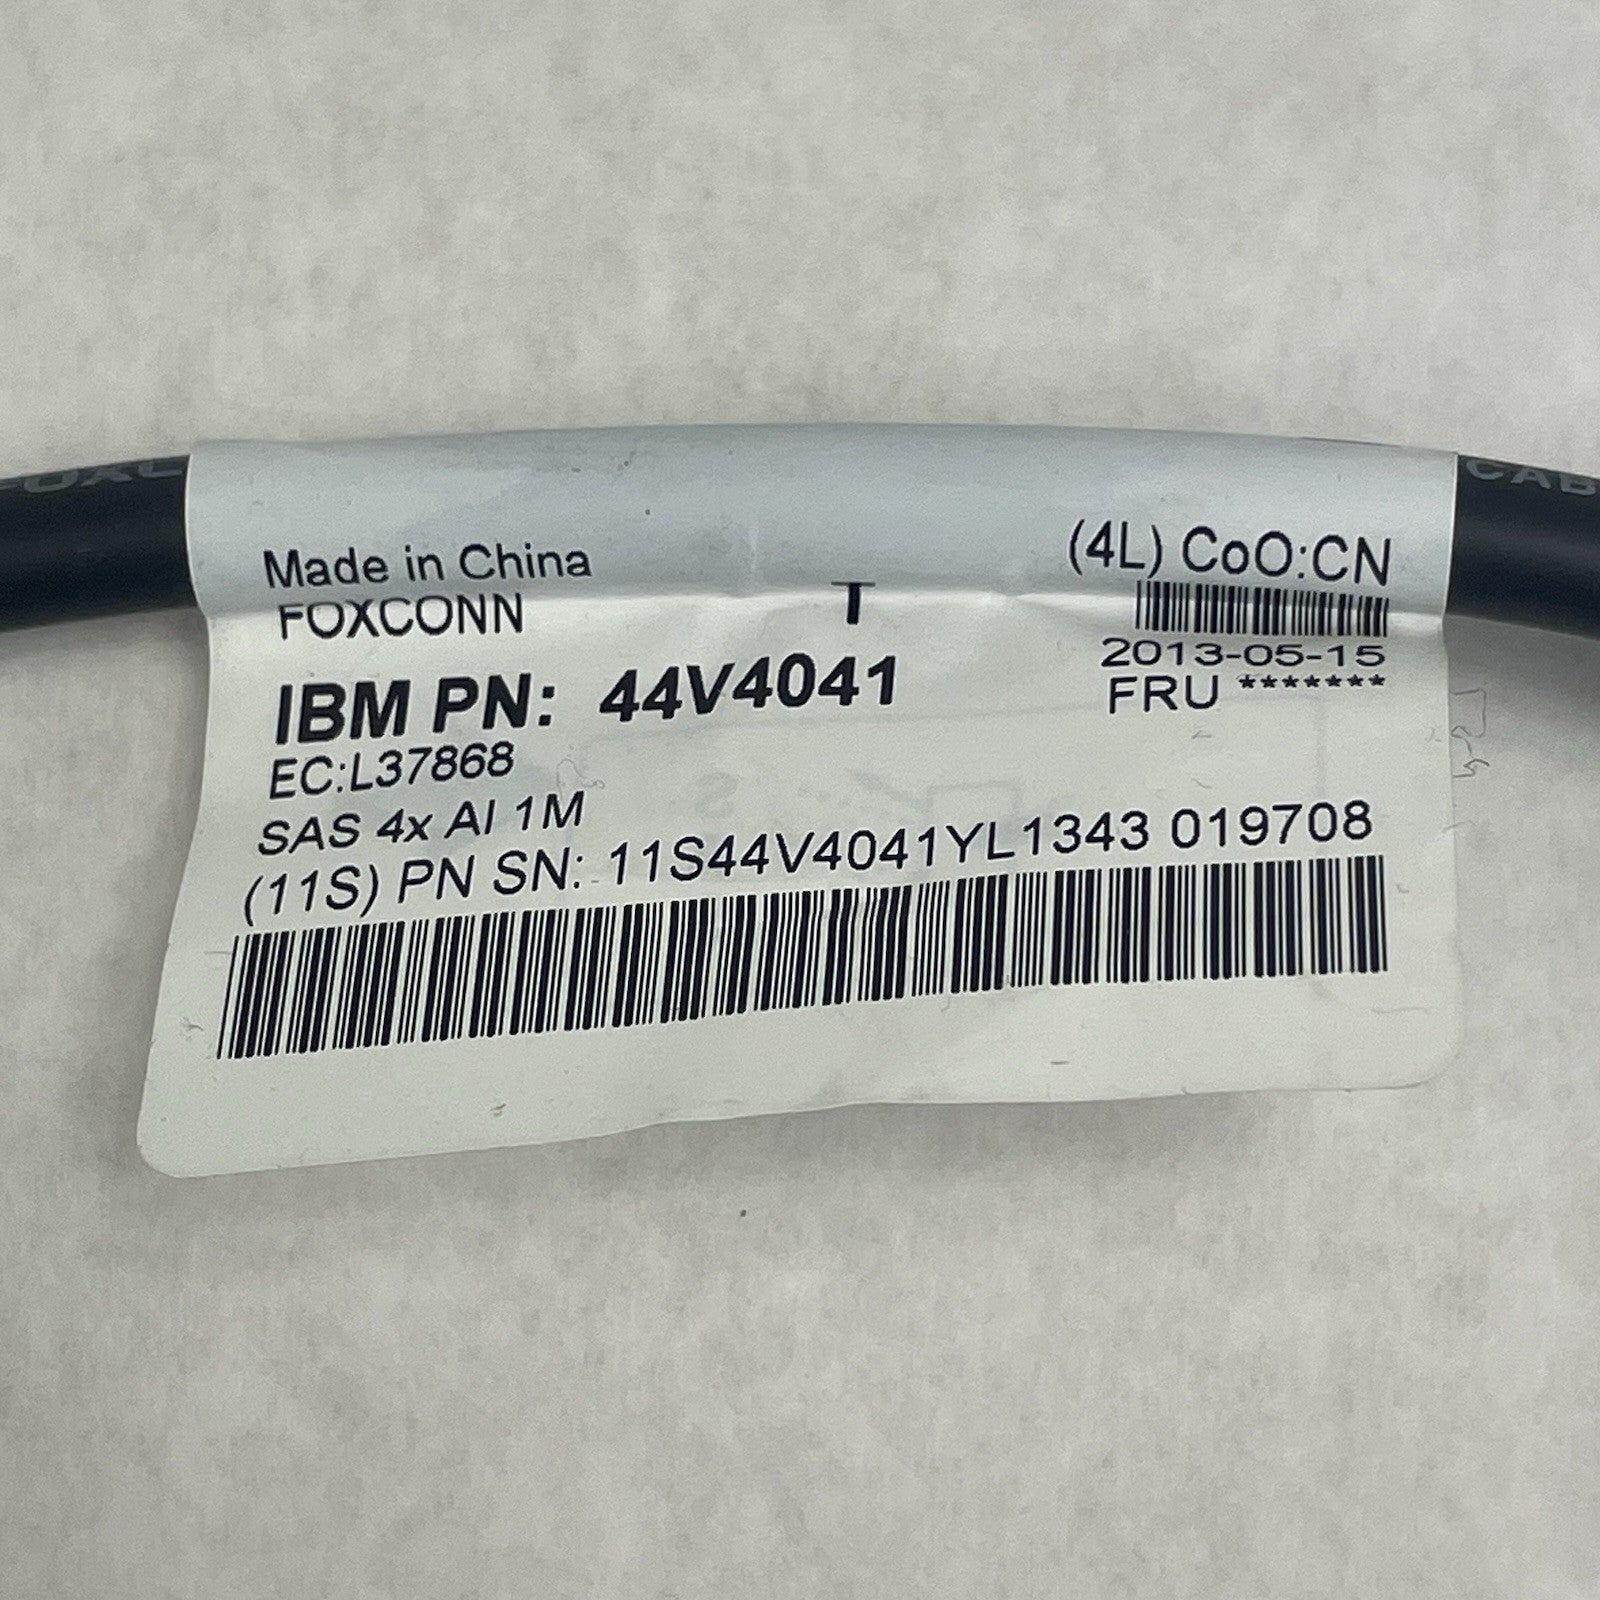 Made in China
FOXCONN
T
(4L) CoO:CN
2013-05-15
FRU *******
IBM PN: 44V4041
EC:L37868
SAS 4x AI 1M
(11S) PN SN: 11S44V4041YL1343 019708